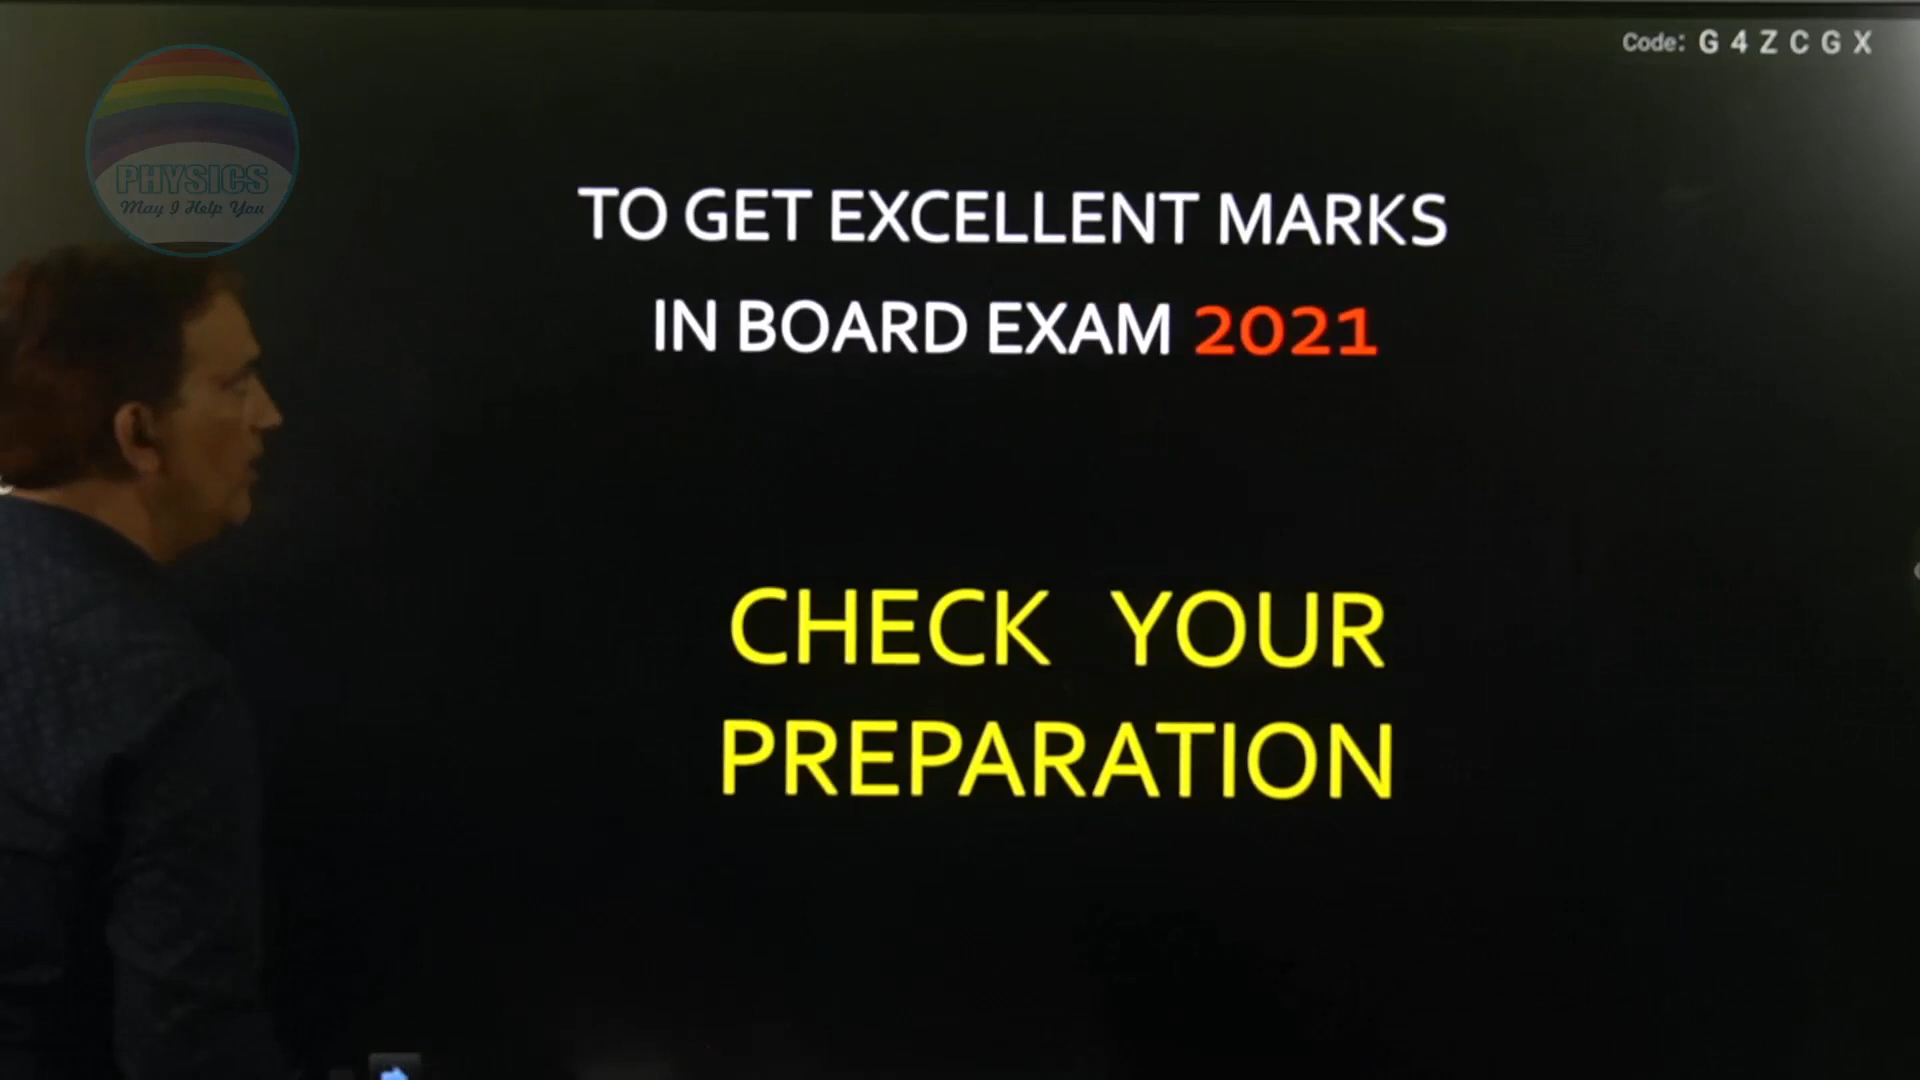 Code: G 4 Z C G X
PHYSICS
May I Help You
TO GET EXCELLENT MARKS
IN BOARD EXAM 2021
CHECK YOUR
PREPARATION